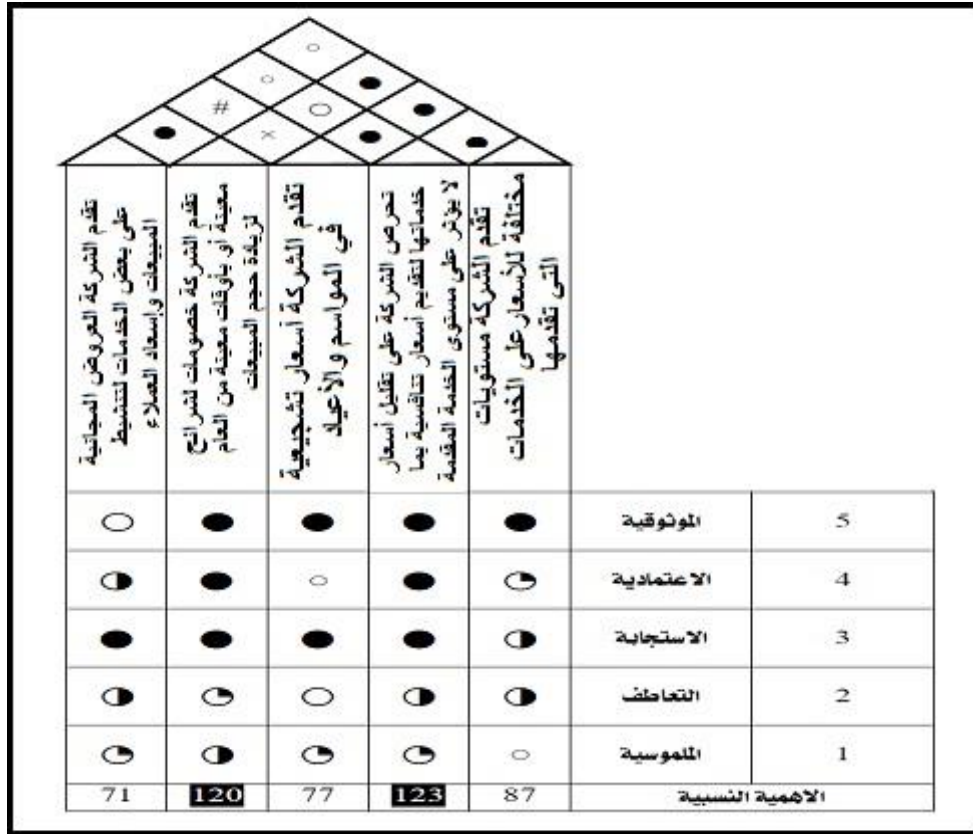 تقدم الشركة مستويات
مختلفة للأسعار على الخدمات
التى تقدمها
تحرص الشركة على تقليل أسعار
خدماتها لتقديم أسعار تنافسية بما
لا يؤثر على مستوى الخدمة المقدمة
تقدم الشركة أسعار تشجيعية
في المواسم والأعياد
تقدم الشركة خصومات لشرائح
معينة أو بأوقات معينة من العام
لزيادة حجم المبيعات
تقدم الشركة العروض المجانية
على بعض الخدمات لتنشيط
المبيعات وإسعاد العملاء
# ×
5 الموثوقية
4 الاعتمادية
3 الاستجابة
2 التعاطف
1 الملموسية
الاهمية النسبية 87 123 77 120 71